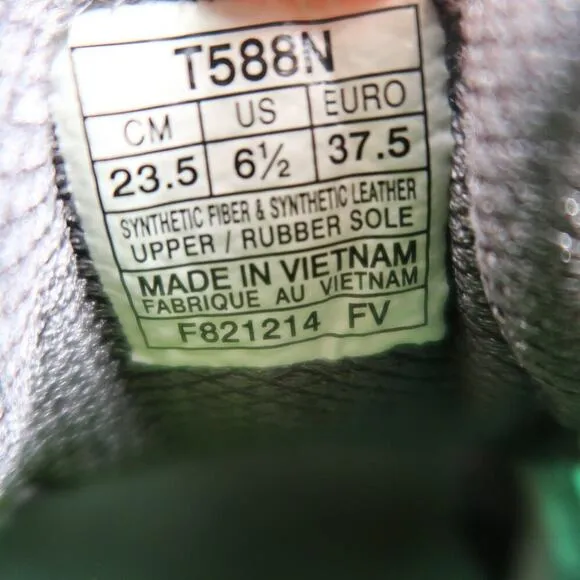 T588N
CM US EURO
23.5 6½ 37.5
SYNTHETIC FIBER & SYNTHETIC LEATHER
UPPER / RUBBER SOLE
MADE IN VIETNAM
FABRIQUE AU VIETNAM
F821214 FV